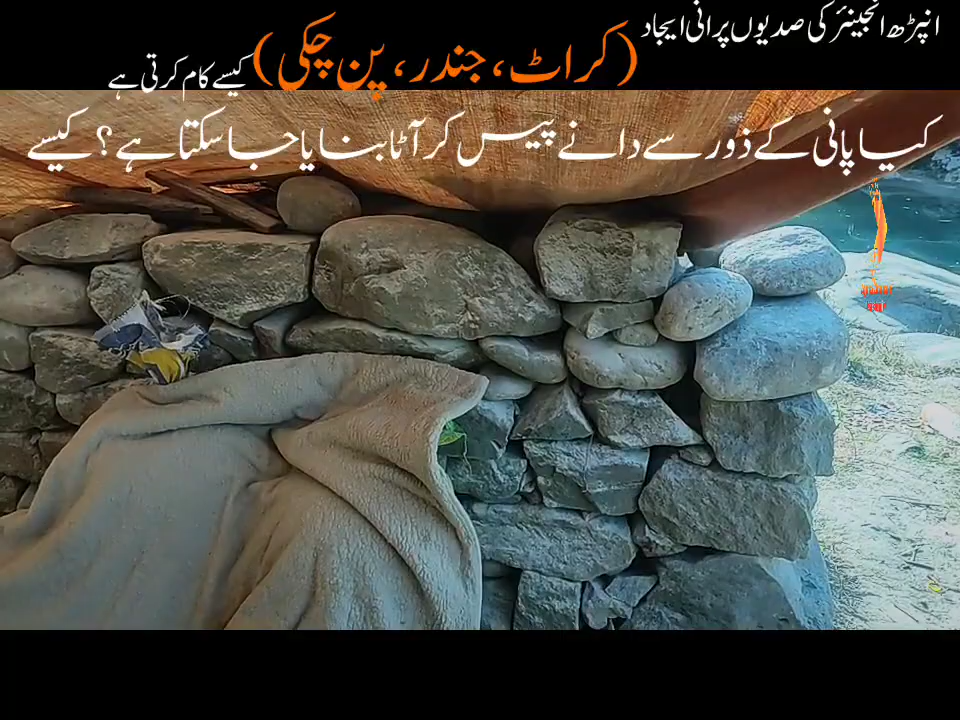 انپڑھ انجینئر کی صدیوں پرانی ایجاد
(کراٹ، جندر، پن چکی) کیسے کام کرتی ہے
کیا پانی کے ذور سے دانے پیس کر آٹا بنایا جا سکتا ہے؟ کیسے